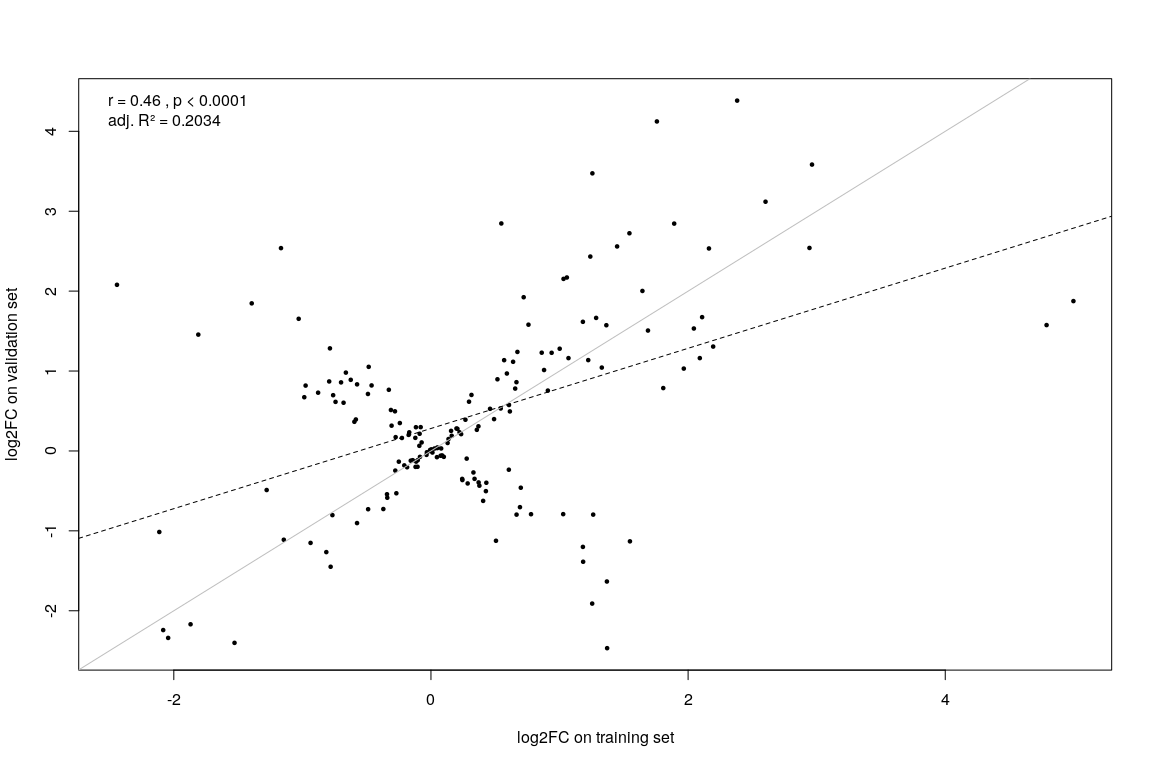 r = 0.46 , p < 0.0001
adj. R² = 0.2034
4
3
2
1
0
-1
-2
log2FC on validation set
-2 0 2 4
log2FC on training set